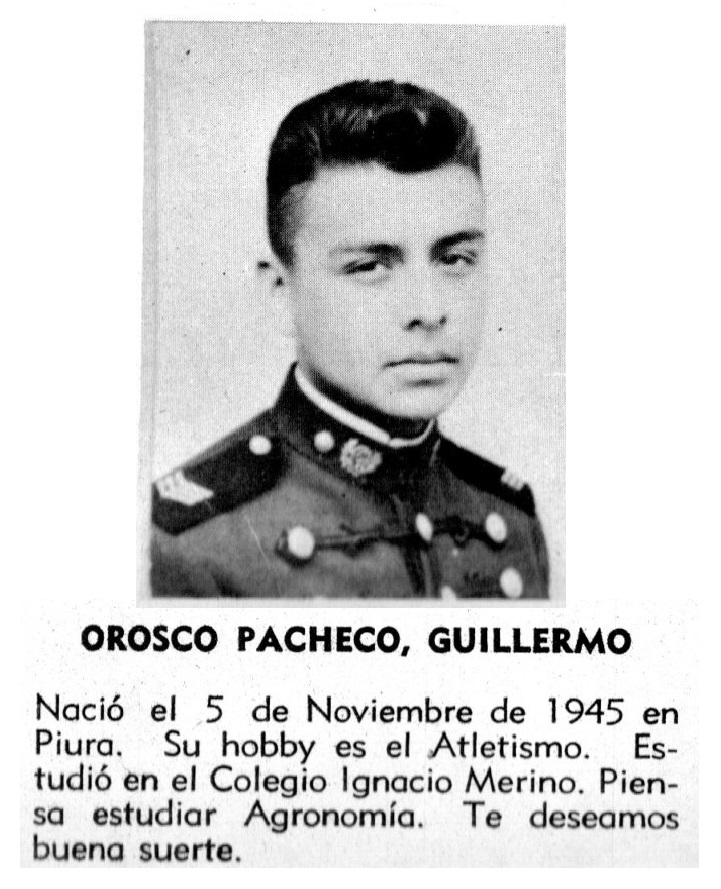 OROSCO PACHECO, GUILLERMO
Nació el 5 de Noviembre de 1945 en
Piura. Su hobby es el Atletismo. Es-
tudió en el Colegio Ignacio Merino. Pien-
sa estudiar Agronomía. Te deseamos
buena suerte.